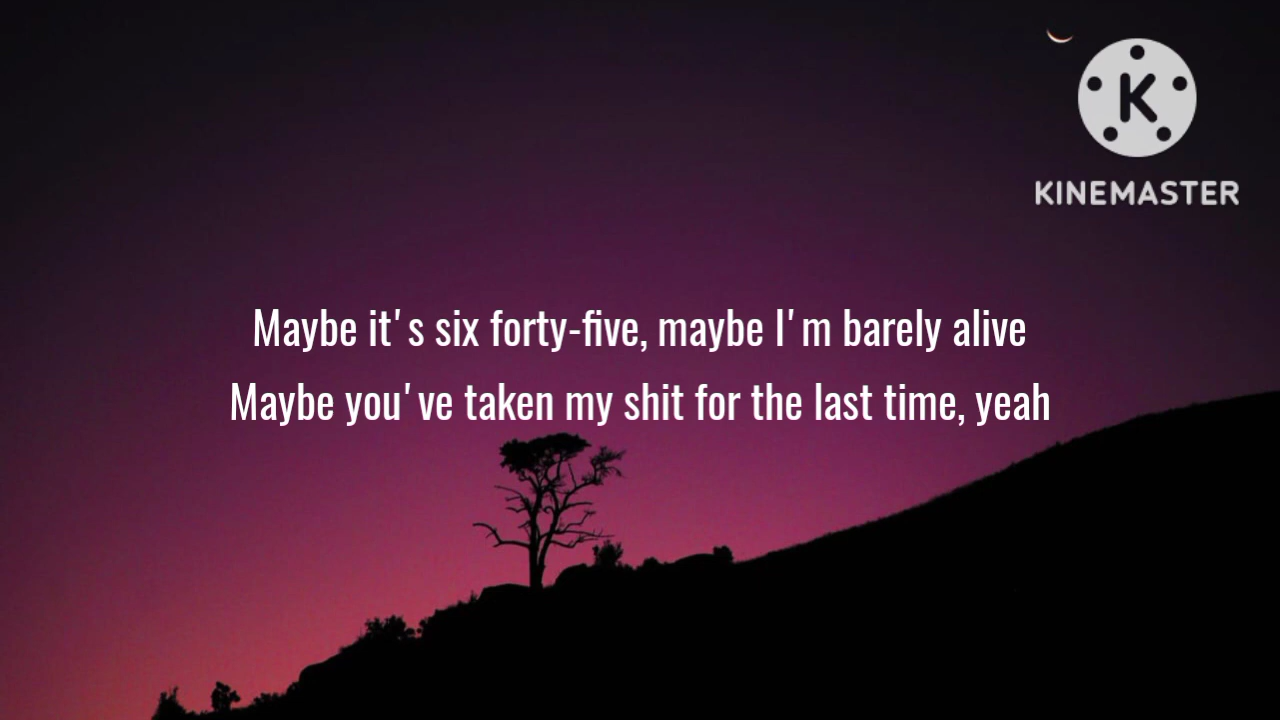 K
KINEMASTER
Maybe it's six forty-five, maybe I'm barely alive
Maybe you've taken my shit for the last time, yeah